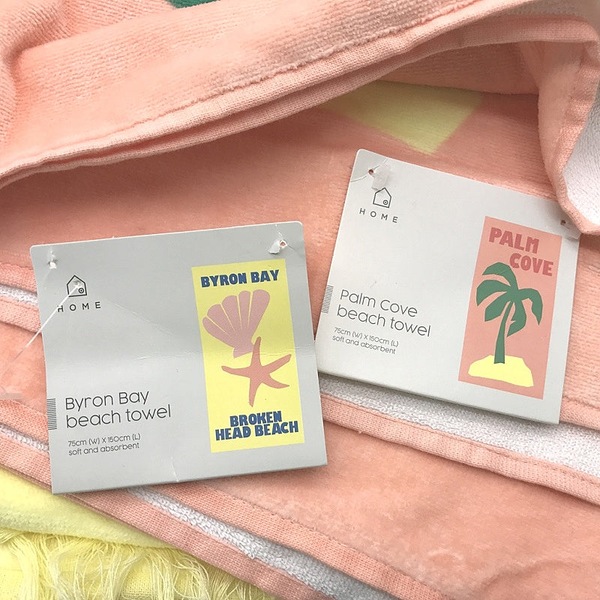 HOME
BYRON BAY
BROKEN
HEAD BEACH
Byron Bay
beach towel
75cm (W) X 150cm (L)
soft and absorbent
HOME
PALM
COVE
Palm Cove
beach towel
75cm (W) X 150cm (L)
soft and absorbent